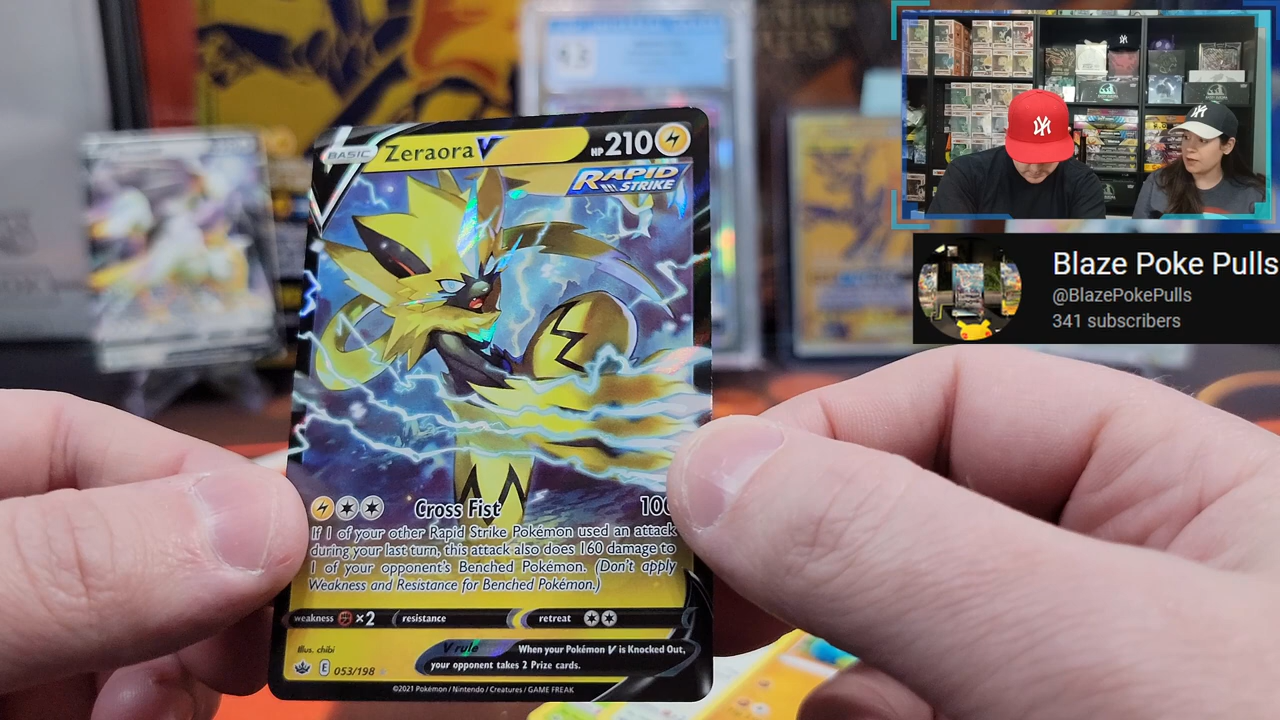 BASIC
Zeraora V
HP 210
RAPID
STRIKE
Cross Fist
100
If 1 of your other Rapid Strike Pokémon used an attack
during your last turn, this attack also does 160 damage to
1 of your opponent's Benched Pokémon. (Don't apply
Weakness and Resistance for Benched Pokémon.)
weakness ×2 resistance retreat
Illus. chibi
V rule When your Pokémon V is Knocked Out,
your opponent takes 2 Prize cards.
E 053/198
©2021 Pokémon / Nintendo / Creatures / GAME FREAK
Blaze Poke Pulls
@BlazePokePulls
341 subscribers